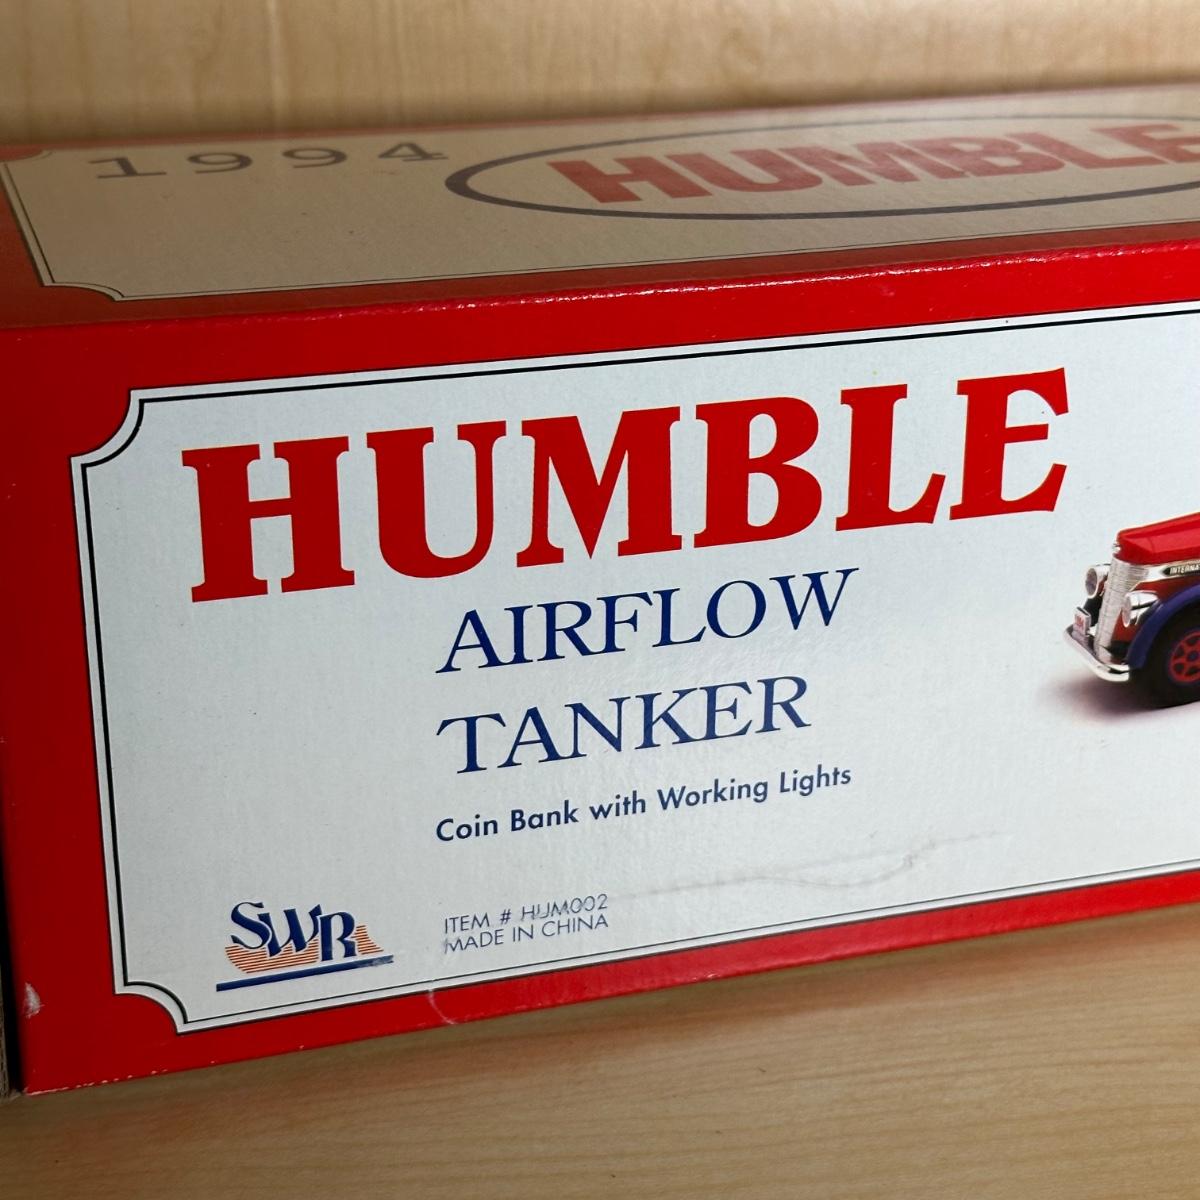 1994
HUMBLE
HUMBLE
AIRFLOW
TANKER
Coin Bank with Working Lights
SWR
ITEM # HUM002
MADE IN CHINA